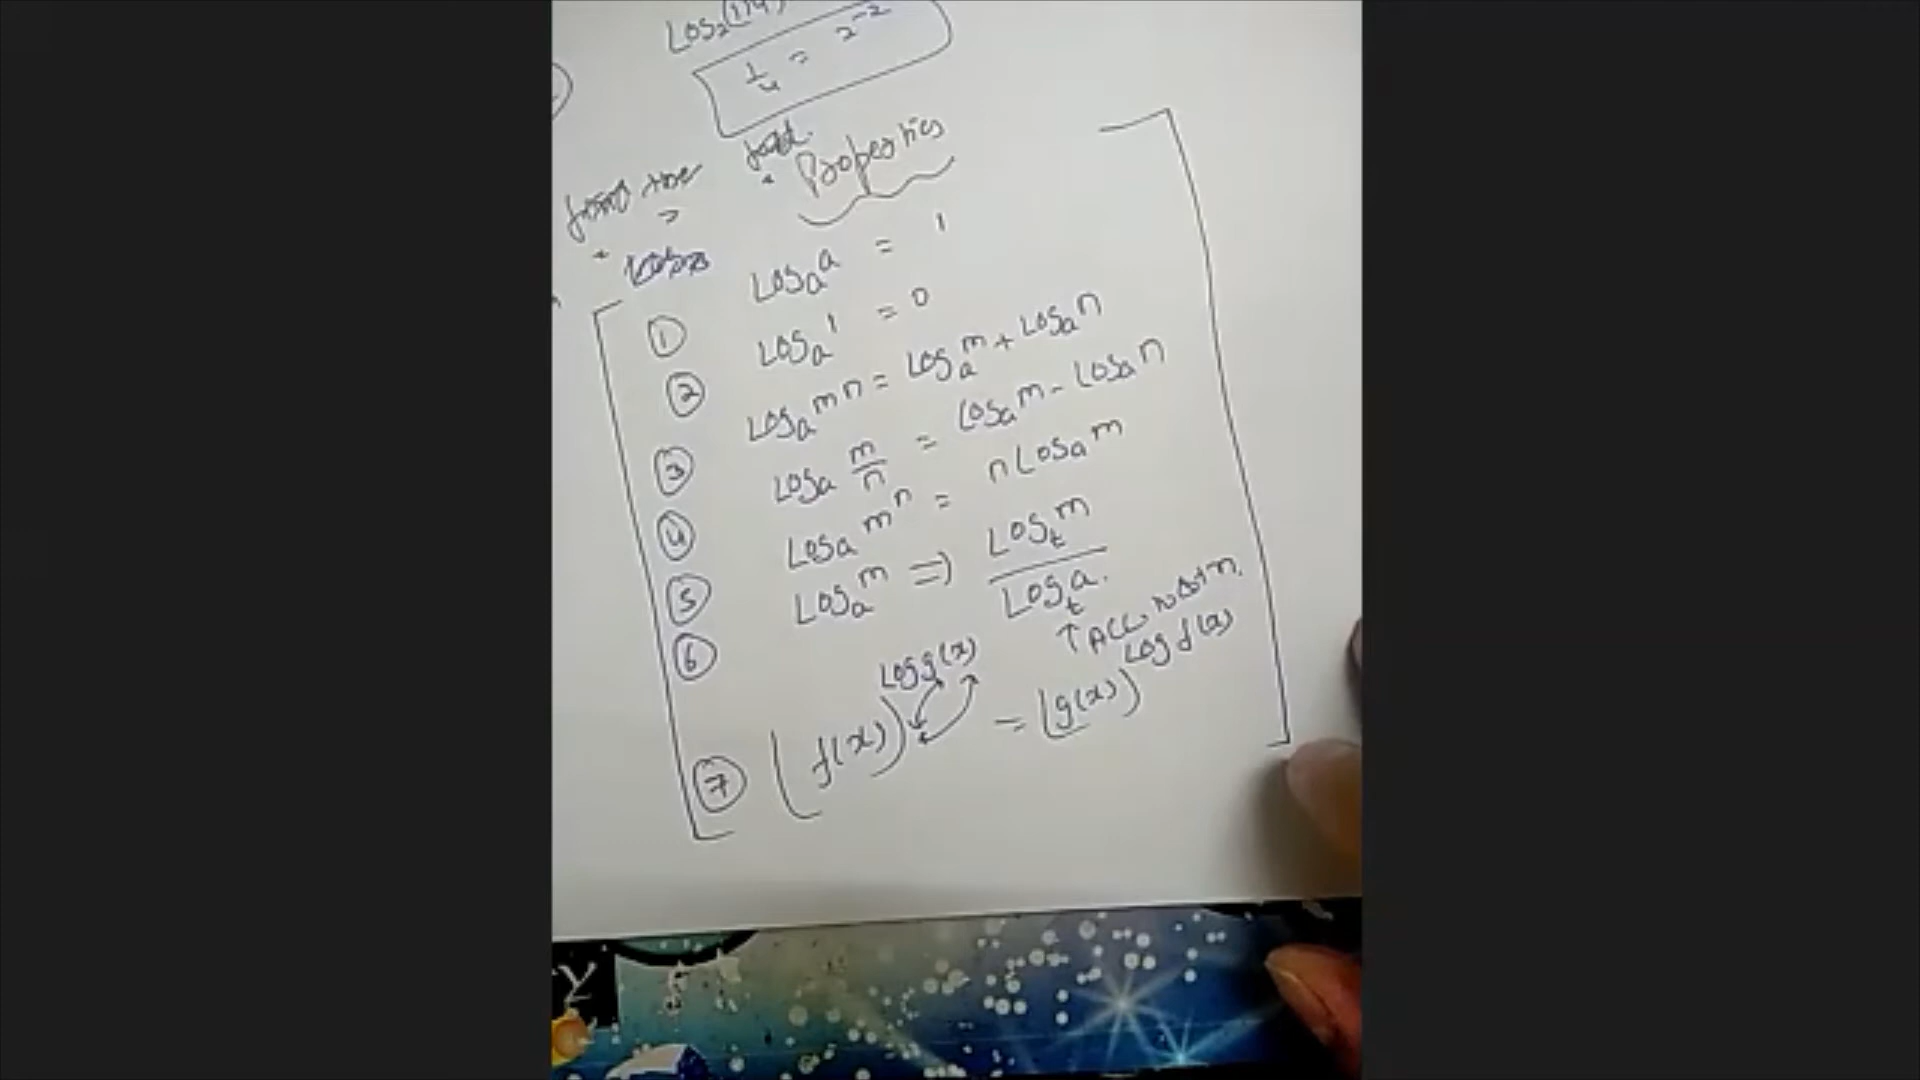 Log₂(1/4)
1/4 = 2⁻²
• Properties
① Logₐa = 1
② Logₐ1 = 0
③ Logₐmn = Logₐm + Logₐn
④ Logₐ m/n = Logₐm - Logₐn
⑤ Logₐmⁿ = n Logₐm
⑥ Logₐm ⇒ Logₜm / Logₜa.
↑ Acc
⑦ (f(x))^Log g(x) = (g(x))^Log f(x)
Y